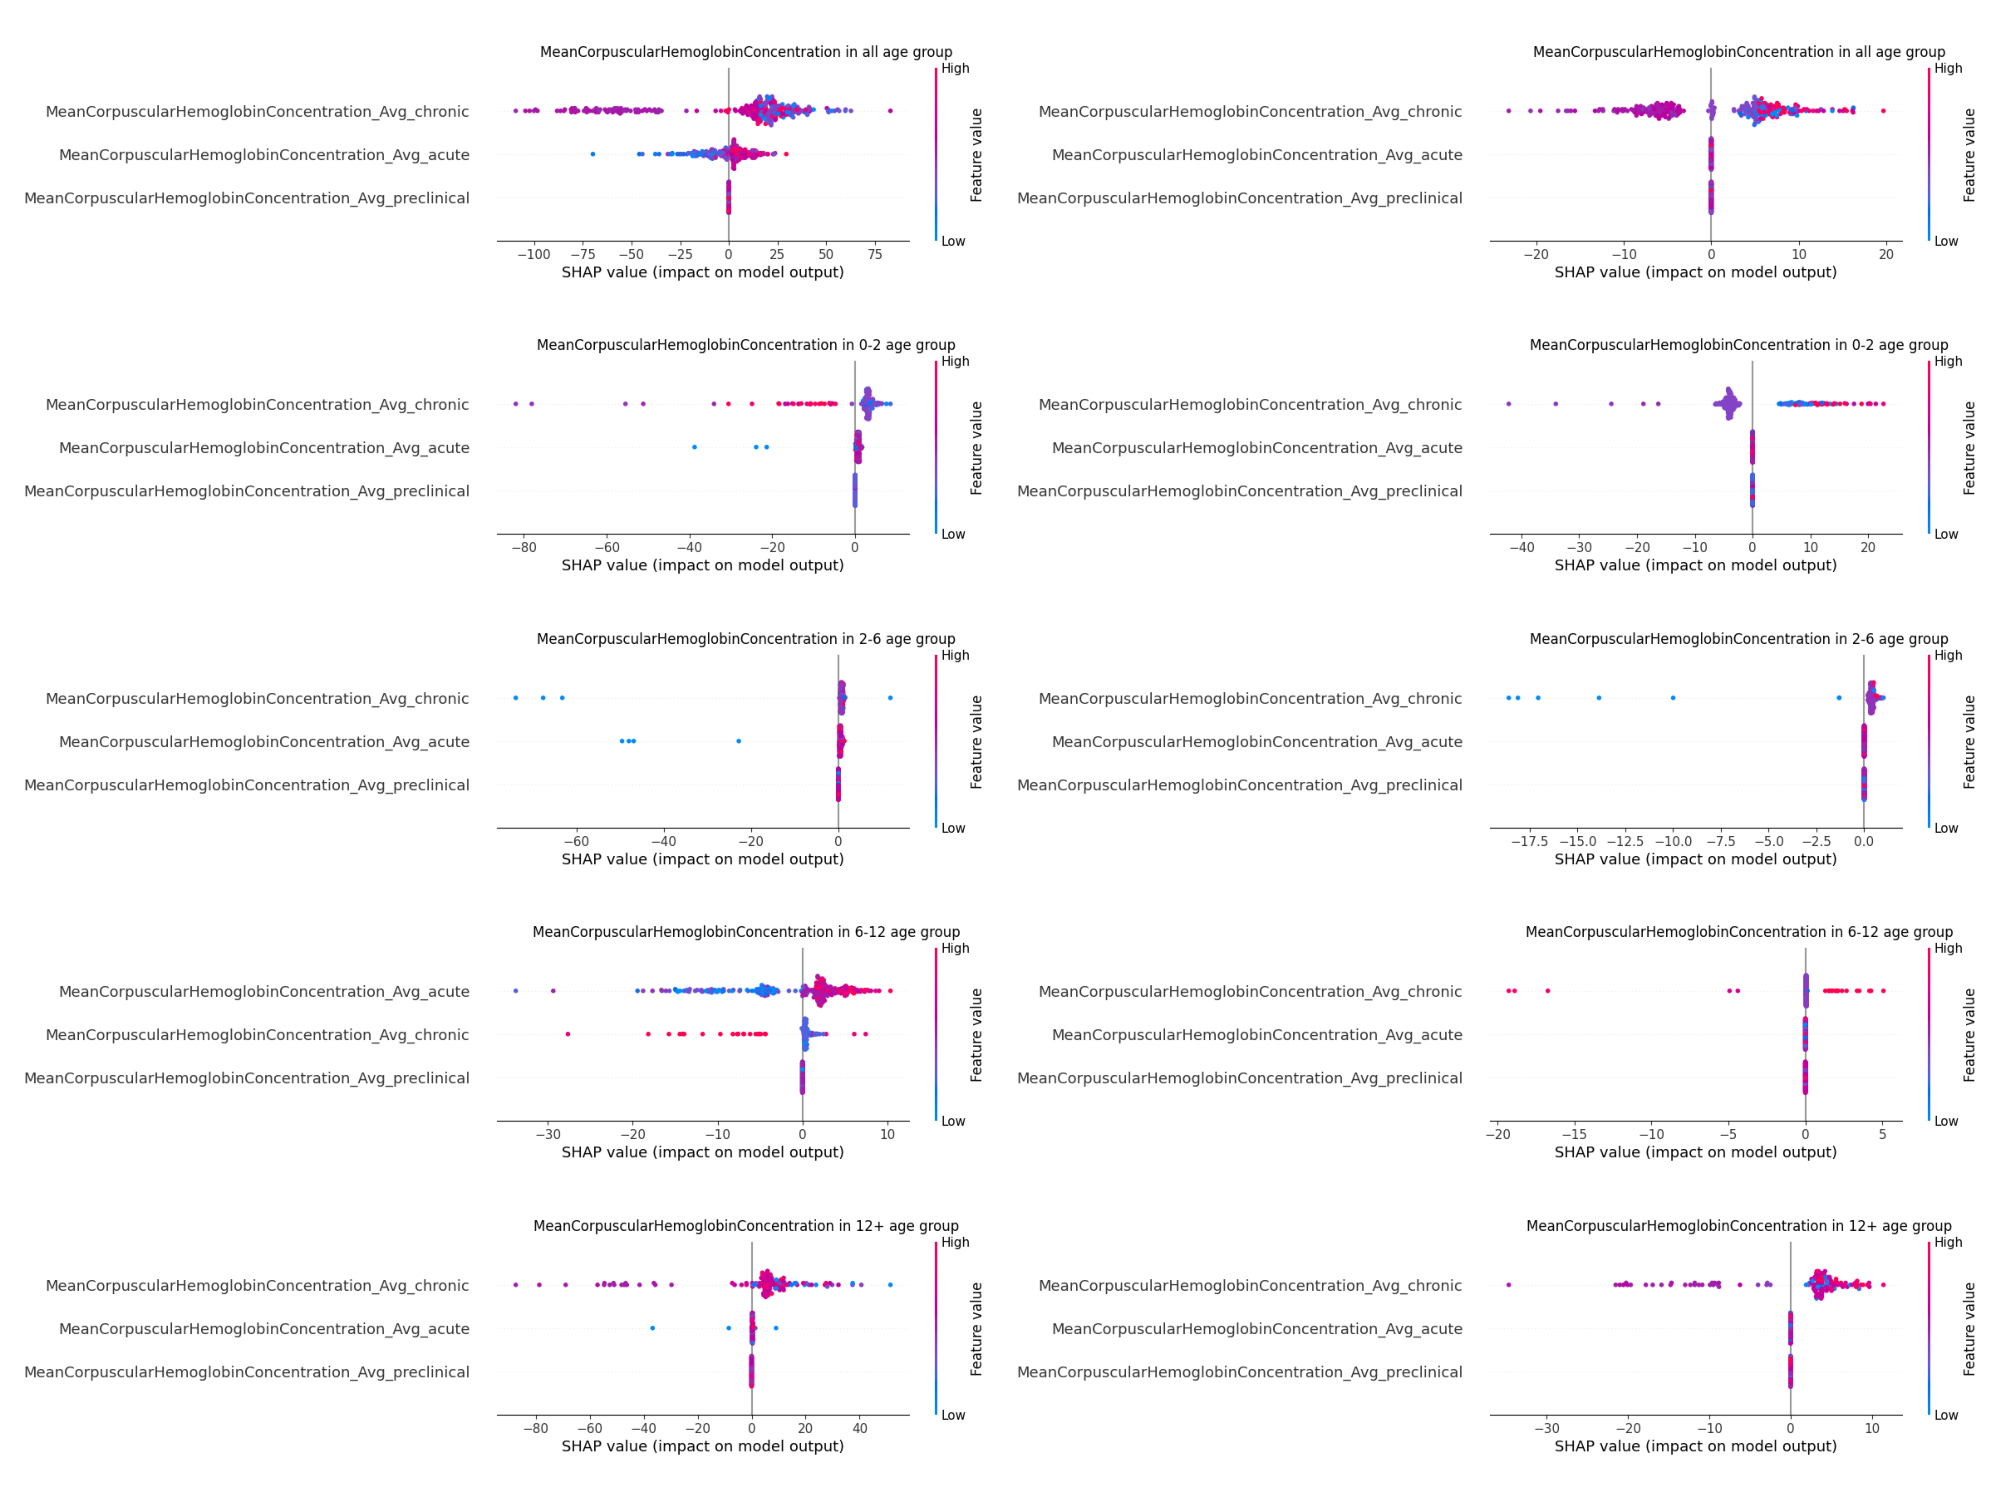 MeanCorpuscularHemoglobinConcentration in all age group
High
MeanCorpuscularHemoglobinConcentration_Avg_chronic
MeanCorpuscularHemoglobinConcentration_Avg_acute
MeanCorpuscularHemoglobinConcentration_Avg_preclinical
Feature value
Low
−100 −75 −50 −25 0 25 50 75
SHAP value (impact on model output)
MeanCorpuscularHemoglobinConcentration in all age group
High
MeanCorpuscularHemoglobinConcentration_Avg_chronic
MeanCorpuscularHemoglobinConcentration_Avg_acute
MeanCorpuscularHemoglobinConcentration_Avg_preclinical
Feature value
Low
−20 −10 0 10 20
SHAP value (impact on model output)
MeanCorpuscularHemoglobinConcentration in 0-2 age group
High
MeanCorpuscularHemoglobinConcentration_Avg_chronic
MeanCorpuscularHemoglobinConcentration_Avg_acute
MeanCorpuscularHemoglobinConcentration_Avg_preclinical
Feature value
Low
−80 −60 −40 −20 0
SHAP value (impact on model output)
MeanCorpuscularHemoglobinConcentration in 0-2 age group
High
MeanCorpuscularHemoglobinConcentration_Avg_chronic
MeanCorpuscularHemoglobinConcentration_Avg_acute
MeanCorpuscularHemoglobinConcentration_Avg_preclinical
Feature value
Low
−40 −30 −20 −10 0 10 20
SHAP value (impact on model output)
MeanCorpuscularHemoglobinConcentration in 2-6 age group
High
MeanCorpuscularHemoglobinConcentration_Avg_chronic
MeanCorpuscularHemoglobinConcentration_Avg_acute
MeanCorpuscularHemoglobinConcentration_Avg_preclinical
Feature value
Low
−60 −40 −20 0
SHAP value (impact on model output)
MeanCorpuscularHemoglobinConcentration in 2-6 age group
High
MeanCorpuscularHemoglobinConcentration_Avg_chronic
MeanCorpuscularHemoglobinConcentration_Avg_acute
MeanCorpuscularHemoglobinConcentration_Avg_preclinical
Feature value
Low
−17.5 −15.0 −12.5 −10.0 −7.5 −5.0 −2.5 0.0
SHAP value (impact on model output)
MeanCorpuscularHemoglobinConcentration in 6-12 age group
High
MeanCorpuscularHemoglobinConcentration_Avg_acute
MeanCorpuscularHemoglobinConcentration_Avg_chronic
MeanCorpuscularHemoglobinConcentration_Avg_preclinical
Feature value
Low
−30 −20 −10 0 10
SHAP value (impact on model output)
MeanCorpuscularHemoglobinConcentration in 6-12 age group
High
MeanCorpuscularHemoglobinConcentration_Avg_chronic
MeanCorpuscularHemoglobinConcentration_Avg_acute
MeanCorpuscularHemoglobinConcentration_Avg_preclinical
Feature value
Low
−20 −15 −10 −5 0 5
SHAP value (impact on model output)
MeanCorpuscularHemoglobinConcentration in 12+ age group
High
MeanCorpuscularHemoglobinConcentration_Avg_chronic
MeanCorpuscularHemoglobinConcentration_Avg_acute
MeanCorpuscularHemoglobinConcentration_Avg_preclinical
Feature value
Low
−80 −60 −40 −20 0 20 40
SHAP value (impact on model output)
MeanCorpuscularHemoglobinConcentration in 12+ age group
High
MeanCorpuscularHemoglobinConcentration_Avg_chronic
MeanCorpuscularHemoglobinConcentration_Avg_acute
MeanCorpuscularHemoglobinConcentration_Avg_preclinical
Feature value
Low
−30 −20 −10 0 10
SHAP value (impact on model output)